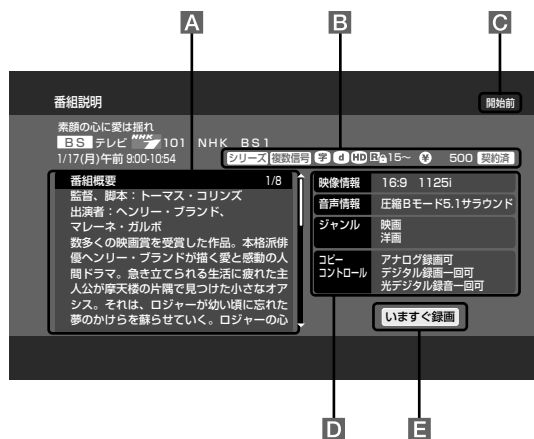 A B C
番組説明
開始前
素顔の心に愛は揺れ
BS テレビ 101 NHK BS1
1/17(月)午前 9:00-10:54
シリーズ 複数信号 字 d HD R 15～ ¥ 500 契約済
番組概要 1/8
監督、脚本：トーマス・コリンズ
出演者：ヘンリー・ブランド、
マレーネ・ガルボ
数多くの映画賞を受賞した作品。本格派俳
優ヘンリー・ブランドが描く愛と感動の人
間ドラマ。急き立てられる生活に疲れた主
人公が摩天楼の片隅で見つけた小さなオア
シス。それは、ロジャーが幼い頃に忘れた
夢のかけらを蘇らせていく。ロジャーの心
映像情報 16:9 1125i
音声情報 圧縮Bモード5.1サラウンド
ジャンル 映画
洋画
コピー
コントロール
アナログ録画可
デジタル録画一回可
光デジタル録音一回可
いますぐ録画
D E